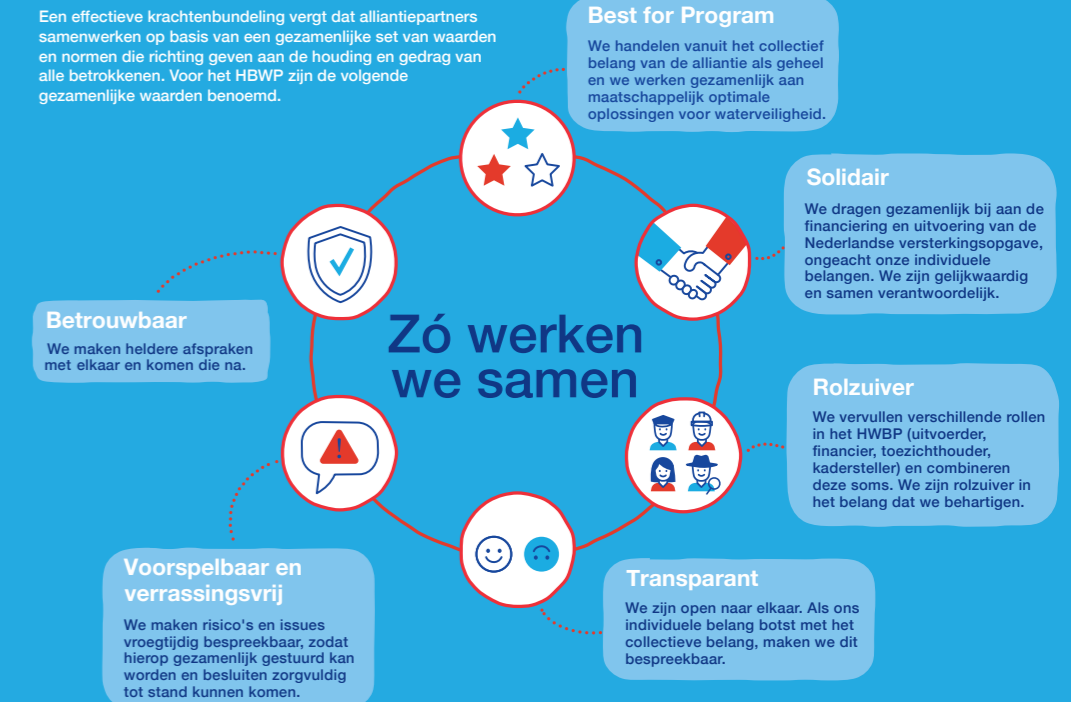 Een effectieve krachtenbundeling vergt dat alliantiepartners
samenwerken op basis van een gezamenlijke set van waarden
en normen die richting geven aan de houding en gedrag van
alle betrokkenen. Voor het HBWP zijn de volgende
gezamenlijke waarden benoemd.
Best for Program
We handelen vanuit het collectief
belang van de alliantie als geheel
en we werken gezamenlijk aan
maatschappelijk optimale
oplossingen voor waterveiligheid.
Solidair
We dragen gezamenlijk bij aan de
financiering en uitvoering van de
Nederlandse versterkingsopgave,
ongeacht onze individuele
belangen. We zijn gelijkwaardig
en samen verantwoordelijk.
Rolzuiver
We vervullen verschillende rollen
in het HWBP (uitvoerder,
financier, toezichthouder,
kadersteller) en combineren
deze soms. We zijn rolzuiver in
het belang dat we behartigen.
Transparant
We zijn open naar elkaar. Als ons
individuele belang botst met het
collectieve belang, maken we dit
bespreekbaar.
Voorspelbaar en
verrassingsvrij
We maken risico's en issues
vroegtijdig bespreekbaar, zodat
hierop gezamenlijk gestuurd kan
worden en besluiten zorgvuldig
tot stand kunnen komen.
Betrouwbaar
We maken heldere afspraken
met elkaar en komen die na.
Zó werken
we samen